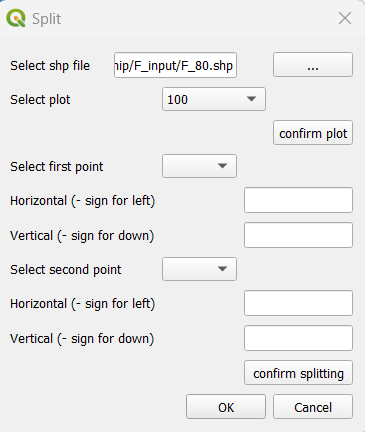 Split
Select shp file
hip/F_input/F_80.shp
...
Select plot
100
confirm plot
Select first point
Horizontal (- sign for left)
Vertical (- sign for down)
Select second point
Horizontal (- sign for left)
Vertical (- sign for down)
confirm splitting
OK
Cancel